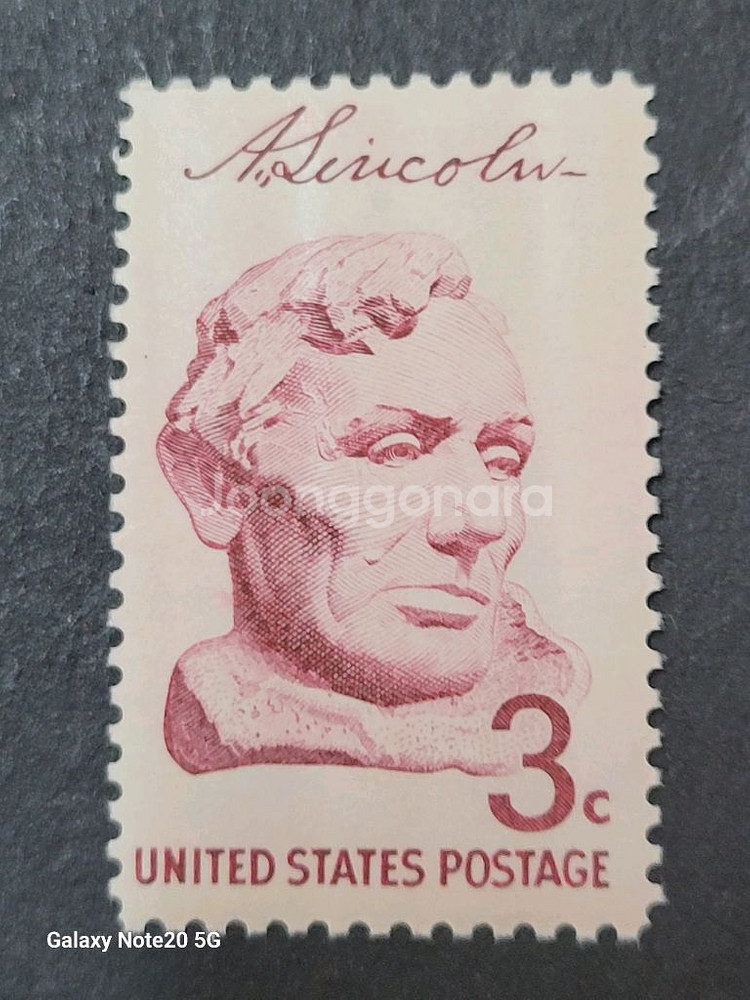 A. Lincoln
Joonggonara
3c
UNITED STATES POSTAGE
Galaxy Note20 5G